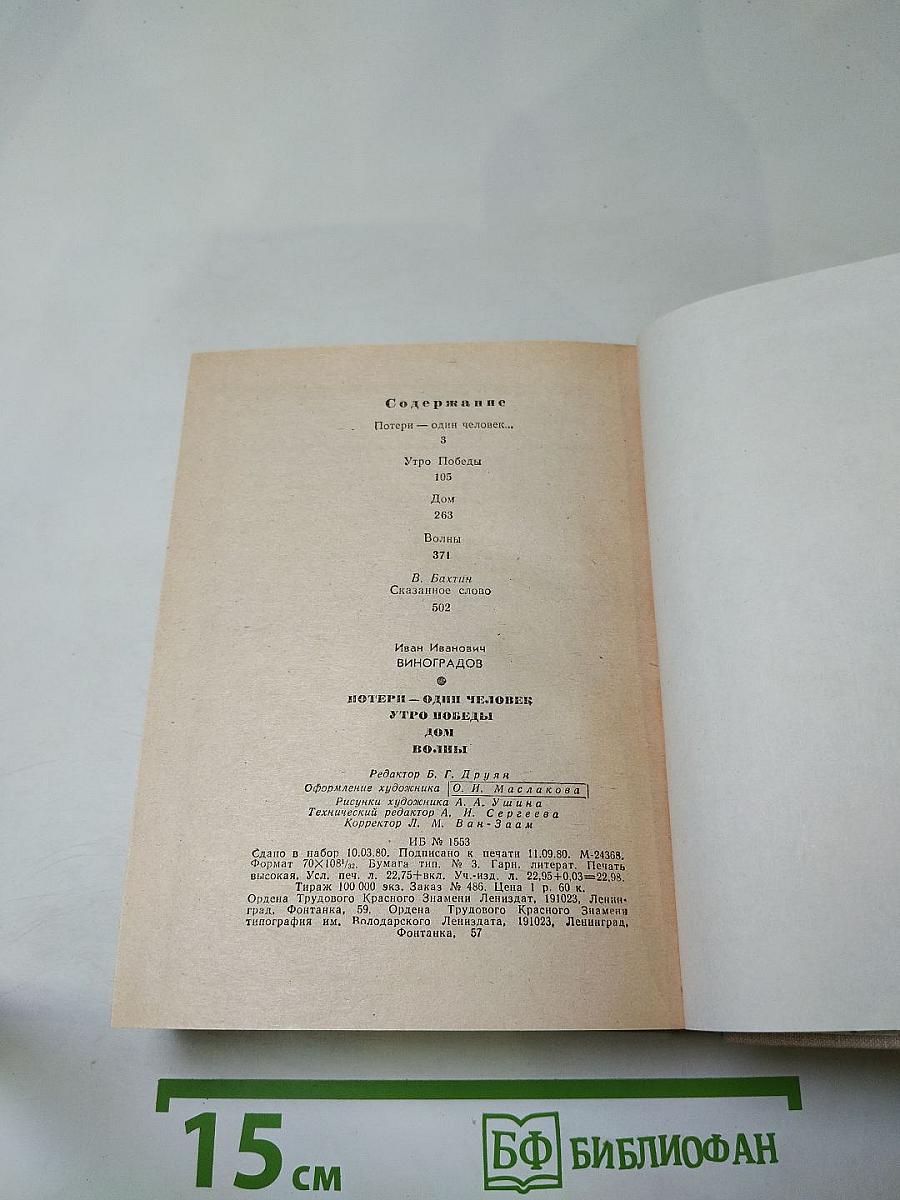 Содержание
Потери — один человек...
3
Утро Победы
105
Дом
263
Волны
371
В. Бахтин
Сказанное слово
502
Иван Иванович
ВИНОГРАДОВ
ПОТЕРИ — ОДИН ЧЕЛОВЕК
УТРО ПОБЕДЫ
ДОМ
ВОЛНЫ
Редактор Б. Г. Друян
Оформление художника О. И. Маслакова
Рисунки художника А. А. Ушина
Технический редактор А. И. Сергеева
Корректор Л. М. Ван-Заам
ИБ № 1553
Сдано в набор 10.03.80. Подписано к печати 11.09.80. М-24368.
Формат 70×108¹/₃₂. Бумага тип. № 3. Гарн. литерат. Печать
высокая. Усл. печ. л. 22,75+вкл. Уч.-изд. л. 22,95+0,03=22,98.
Тираж 100 000 экз. Заказ № 486. Цена 1 р. 60 к.
Ордена Трудового Красного Знамени Лениздат, 191023, Ленин-
град, Фонтанка, 59. Ордена Трудового Красного Знамени
типография им. Володарского Лениздата, 191023, Ленинград,
Фонтанка, 57
15 см
БФ БИБЛИОФАН